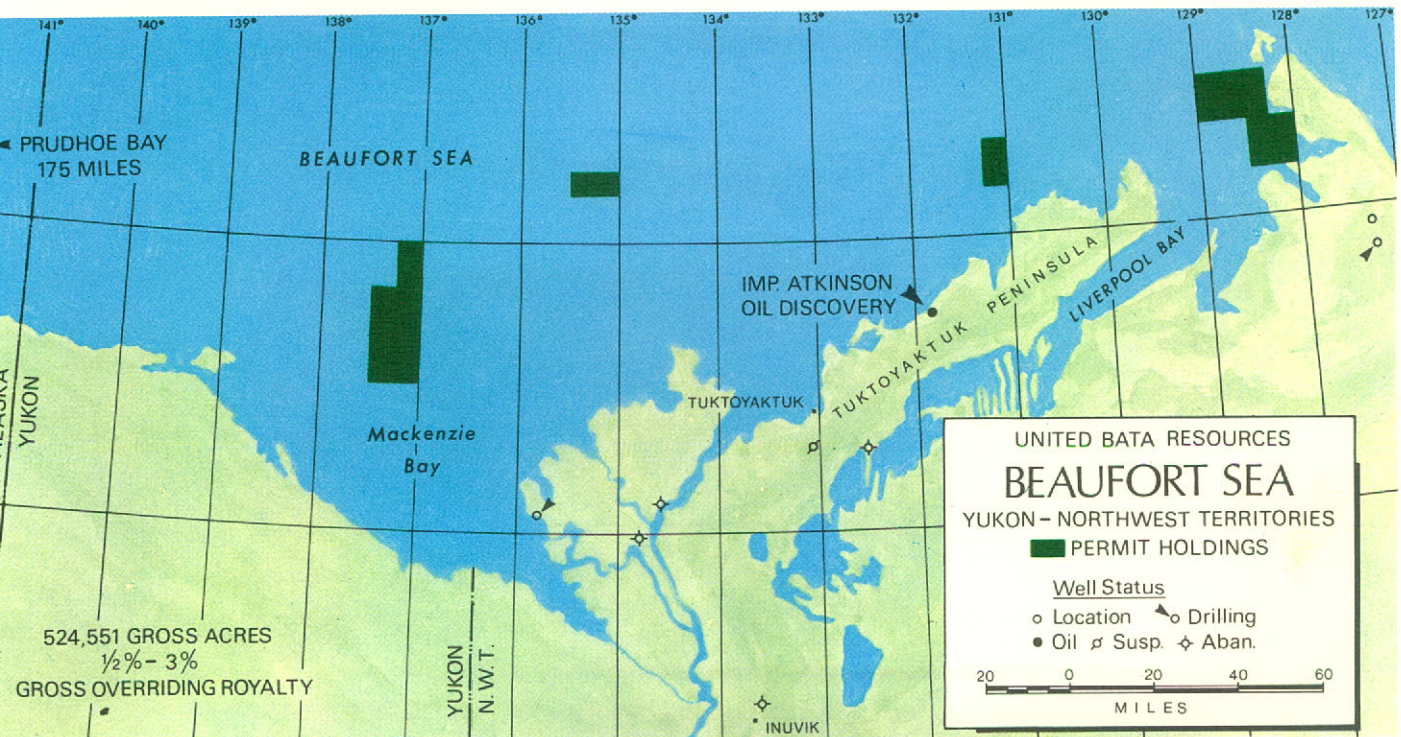 141° 140° 139° 138° 137° 136° 135° 134° 133° 132° 131° 130° 129° 128° 127°
PRUDHOE BAY
175 MILES
BEAUFORT SEA
IMP. ATKINSON
OIL DISCOVERY
TUKTOYAKTUK PENINSULA
LIVERPOOL BAY
ALASKA
YUKON
TUKTOYAKTUK
Mackenzie
Bay
524,551 GROSS ACRES
½%–3%
GROSS OVERRIDING ROYALTY
YUKON
N.W.T.
INUVIK
UNITED BATA RESOURCES
BEAUFORT SEA
YUKON–NORTHWEST TERRITORIES
PERMIT HOLDINGS
Well Status
Location Drilling
Oil Susp. Aban.
20 0 20 40 60
MILES